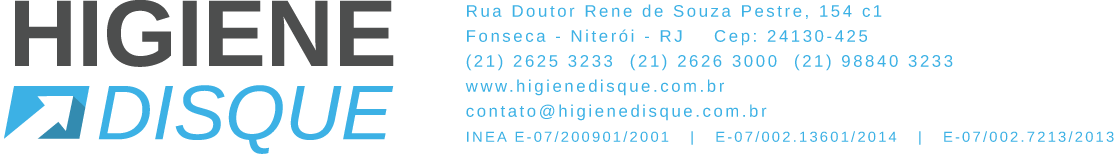 HIGIENE
DISQUE
Rua Doutor Rene de Souza Pestre, 154 c1
Fonseca - Niterói - RJ    Cep: 24130-425
(21) 2625 3233  (21) 2626 3000  (21) 98840 3233
www.higienedisque.com.br
contato@higienedisque.com.br
INEA E-07/200901/2001   |   E-07/002.13601/2014   |   E-07/002.7213/2013